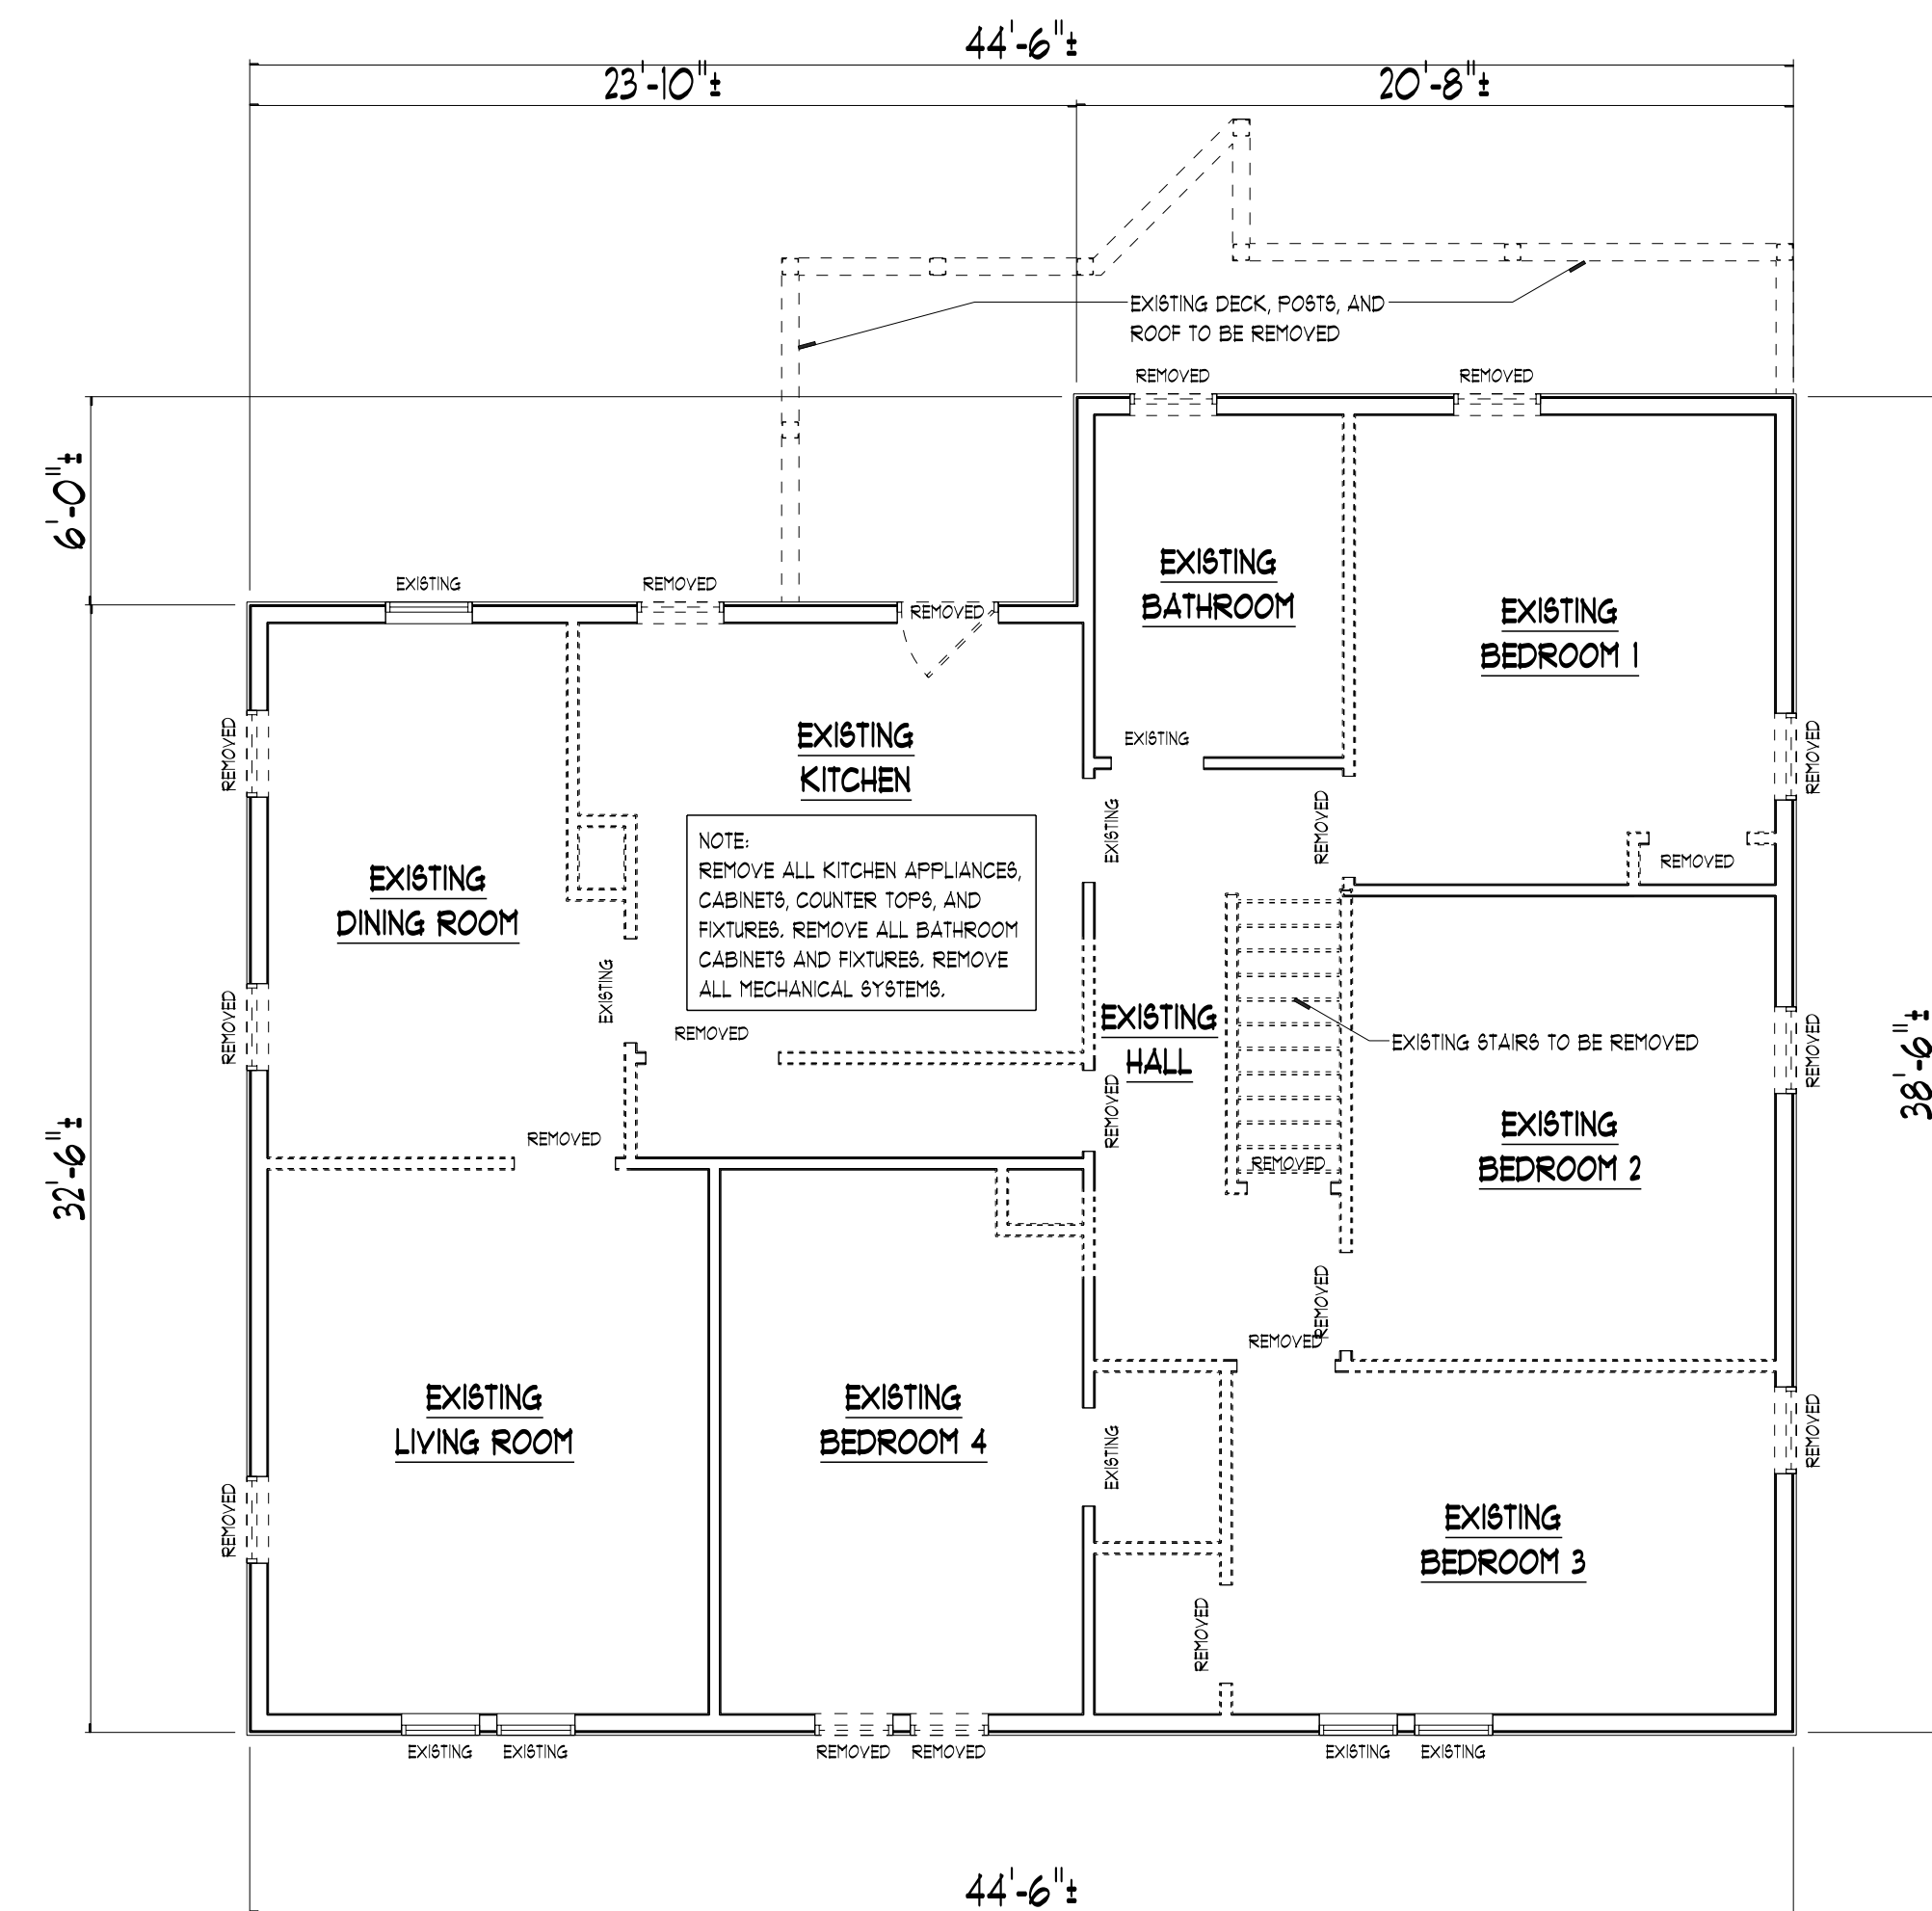 44'-6"±
23'-10"±
20'-8"±
EXISTING DECK, POSTS, AND
ROOF TO BE REMOVED
REMOVED
REMOVED
6'-0"±
EXISTING
REMOVED
REMOVED
EXISTING
BATHROOM
EXISTING
BEDROOM 1
REMOVED
EXISTING
KITCHEN
EXISTING
REMOVED
EXISTING
REMOVED
REMOVED
EXISTING
DINING ROOM
NOTE:
REMOVE ALL KITCHEN APPLIANCES,
CABINETS, COUNTER TOPS, AND
FIXTURES. REMOVE ALL BATHROOM
CABINETS AND FIXTURES. REMOVE
ALL MECHANICAL SYSTEMS.
EXISTING
REMOVED
REMOVED
EXISTING
HALL
EXISTING STAIRS TO BE REMOVED
REMOVED
38'-6"±
32'-6"±
REMOVED
REMOVED
REMOVED
EXISTING
BEDROOM 2
REMOVED
REMOVED
EXISTING
LIVING ROOM
EXISTING
BEDROOM 4
EXISTING
REMOVED
REMOVED
EXISTING
BEDROOM 3
REMOVED
EXISTING
EXISTING
REMOVED
REMOVED
EXISTING
EXISTING
44'-6"±